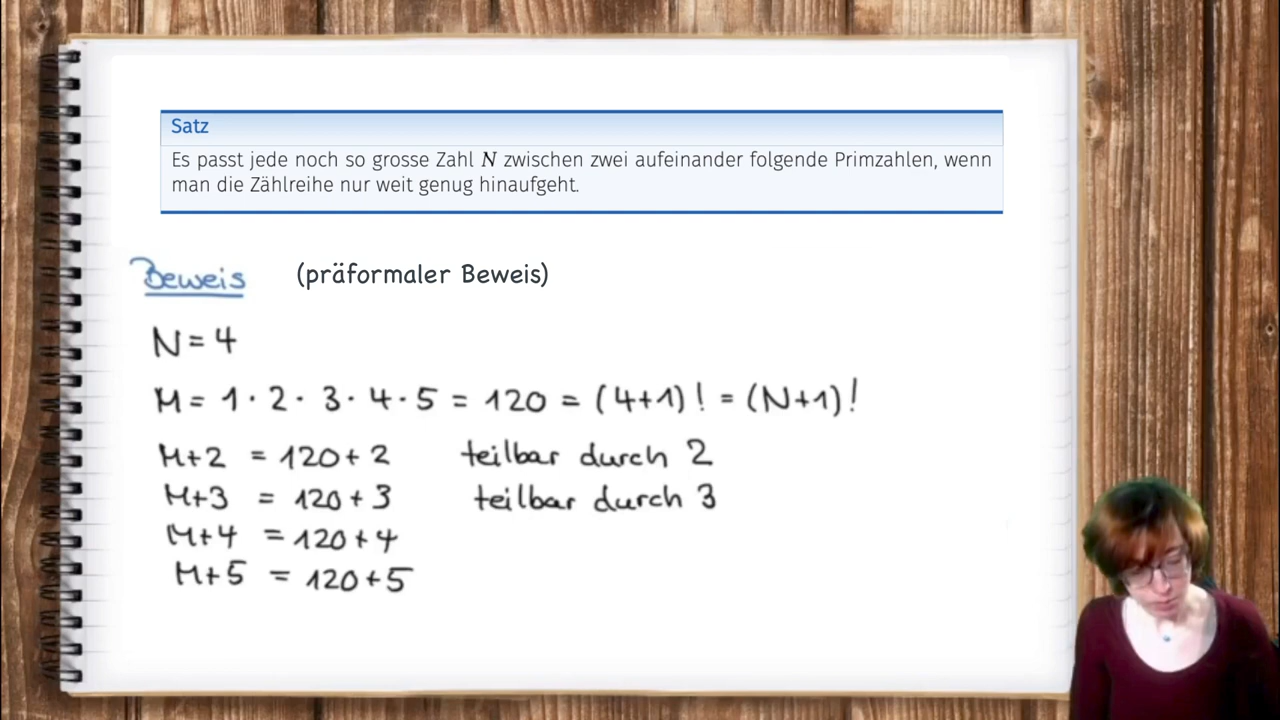 Satz
Es passt jede noch so grosse Zahl N zwischen zwei aufeinander folgende Primzahlen, wenn
man die Zählreihe nur weit genug hinaufgeht.
Beweis (präformaler Beweis)
N = 4
M = 1 · 2 · 3 · 4 · 5 = 120 = (4+1)! = (N+1)!
M+2 = 120+2 teilbar durch 2
M+3 = 120+3 teilbar durch 3
M+4 = 120+4
M+5 = 120+5